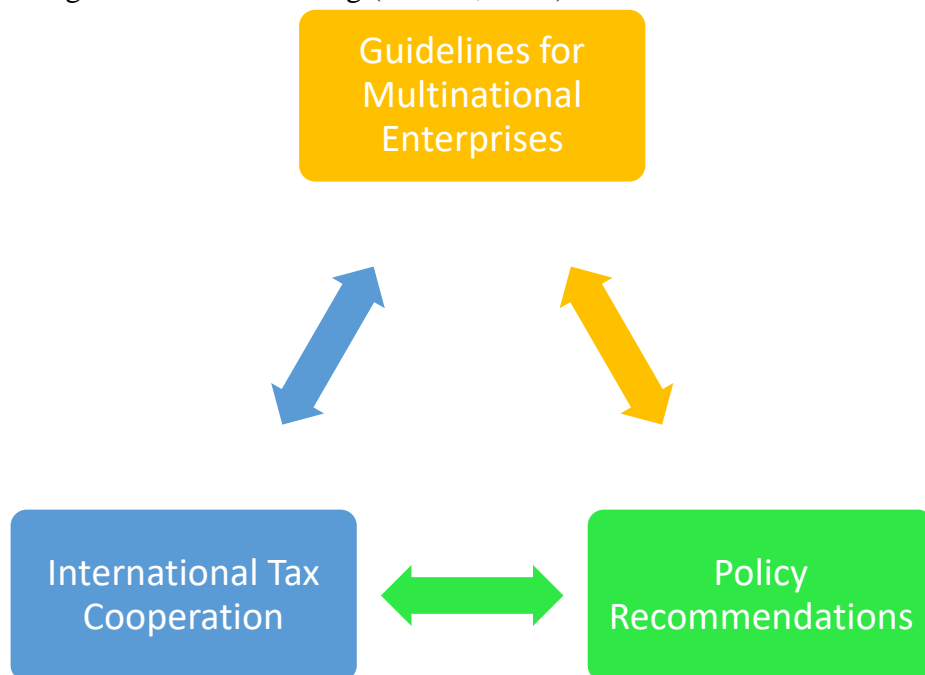 Guidelines for
Multinational
Enterprises
International Tax
Cooperation
Policy
Recommendations